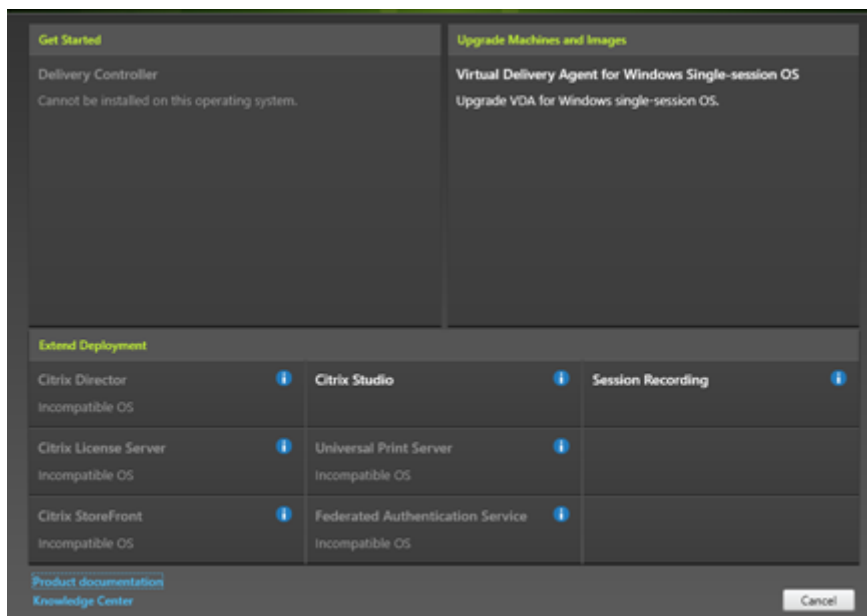 Get Started
Delivery Controller
Cannot be installed on this operating system.
Upgrade Machines and Images
Virtual Delivery Agent for Windows Single-session OS
Upgrade VDA for Windows single-session OS.
Extend Deployment
Citrix Director
Incompatible OS
Citrix Studio
Session Recording
Citrix License Server
Incompatible OS
Universal Print Server
Incompatible OS
Citrix StoreFront
Incompatible OS
Federated Authentication Service
Incompatible OS
Product documentation
Knowledge Center
Cancel